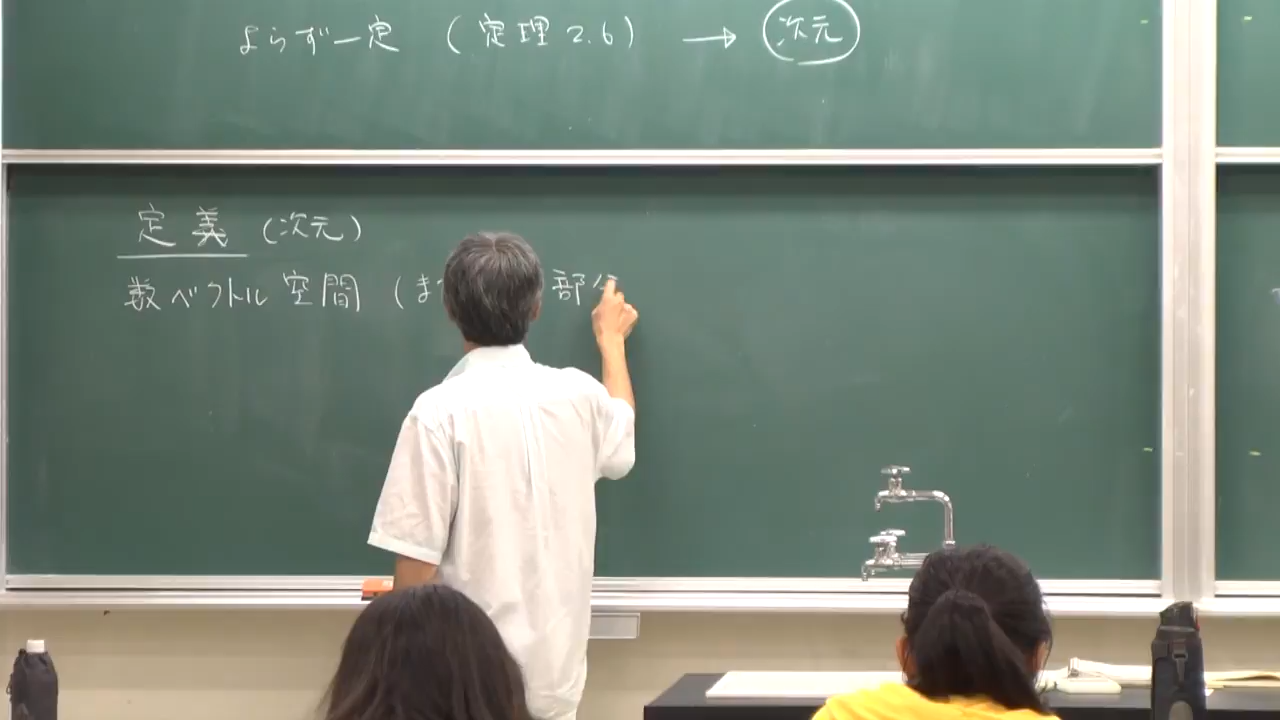 よらず一定 (定理 2.6) → 次元
定義 (次元)
数ベクトル空間 (ま 部分